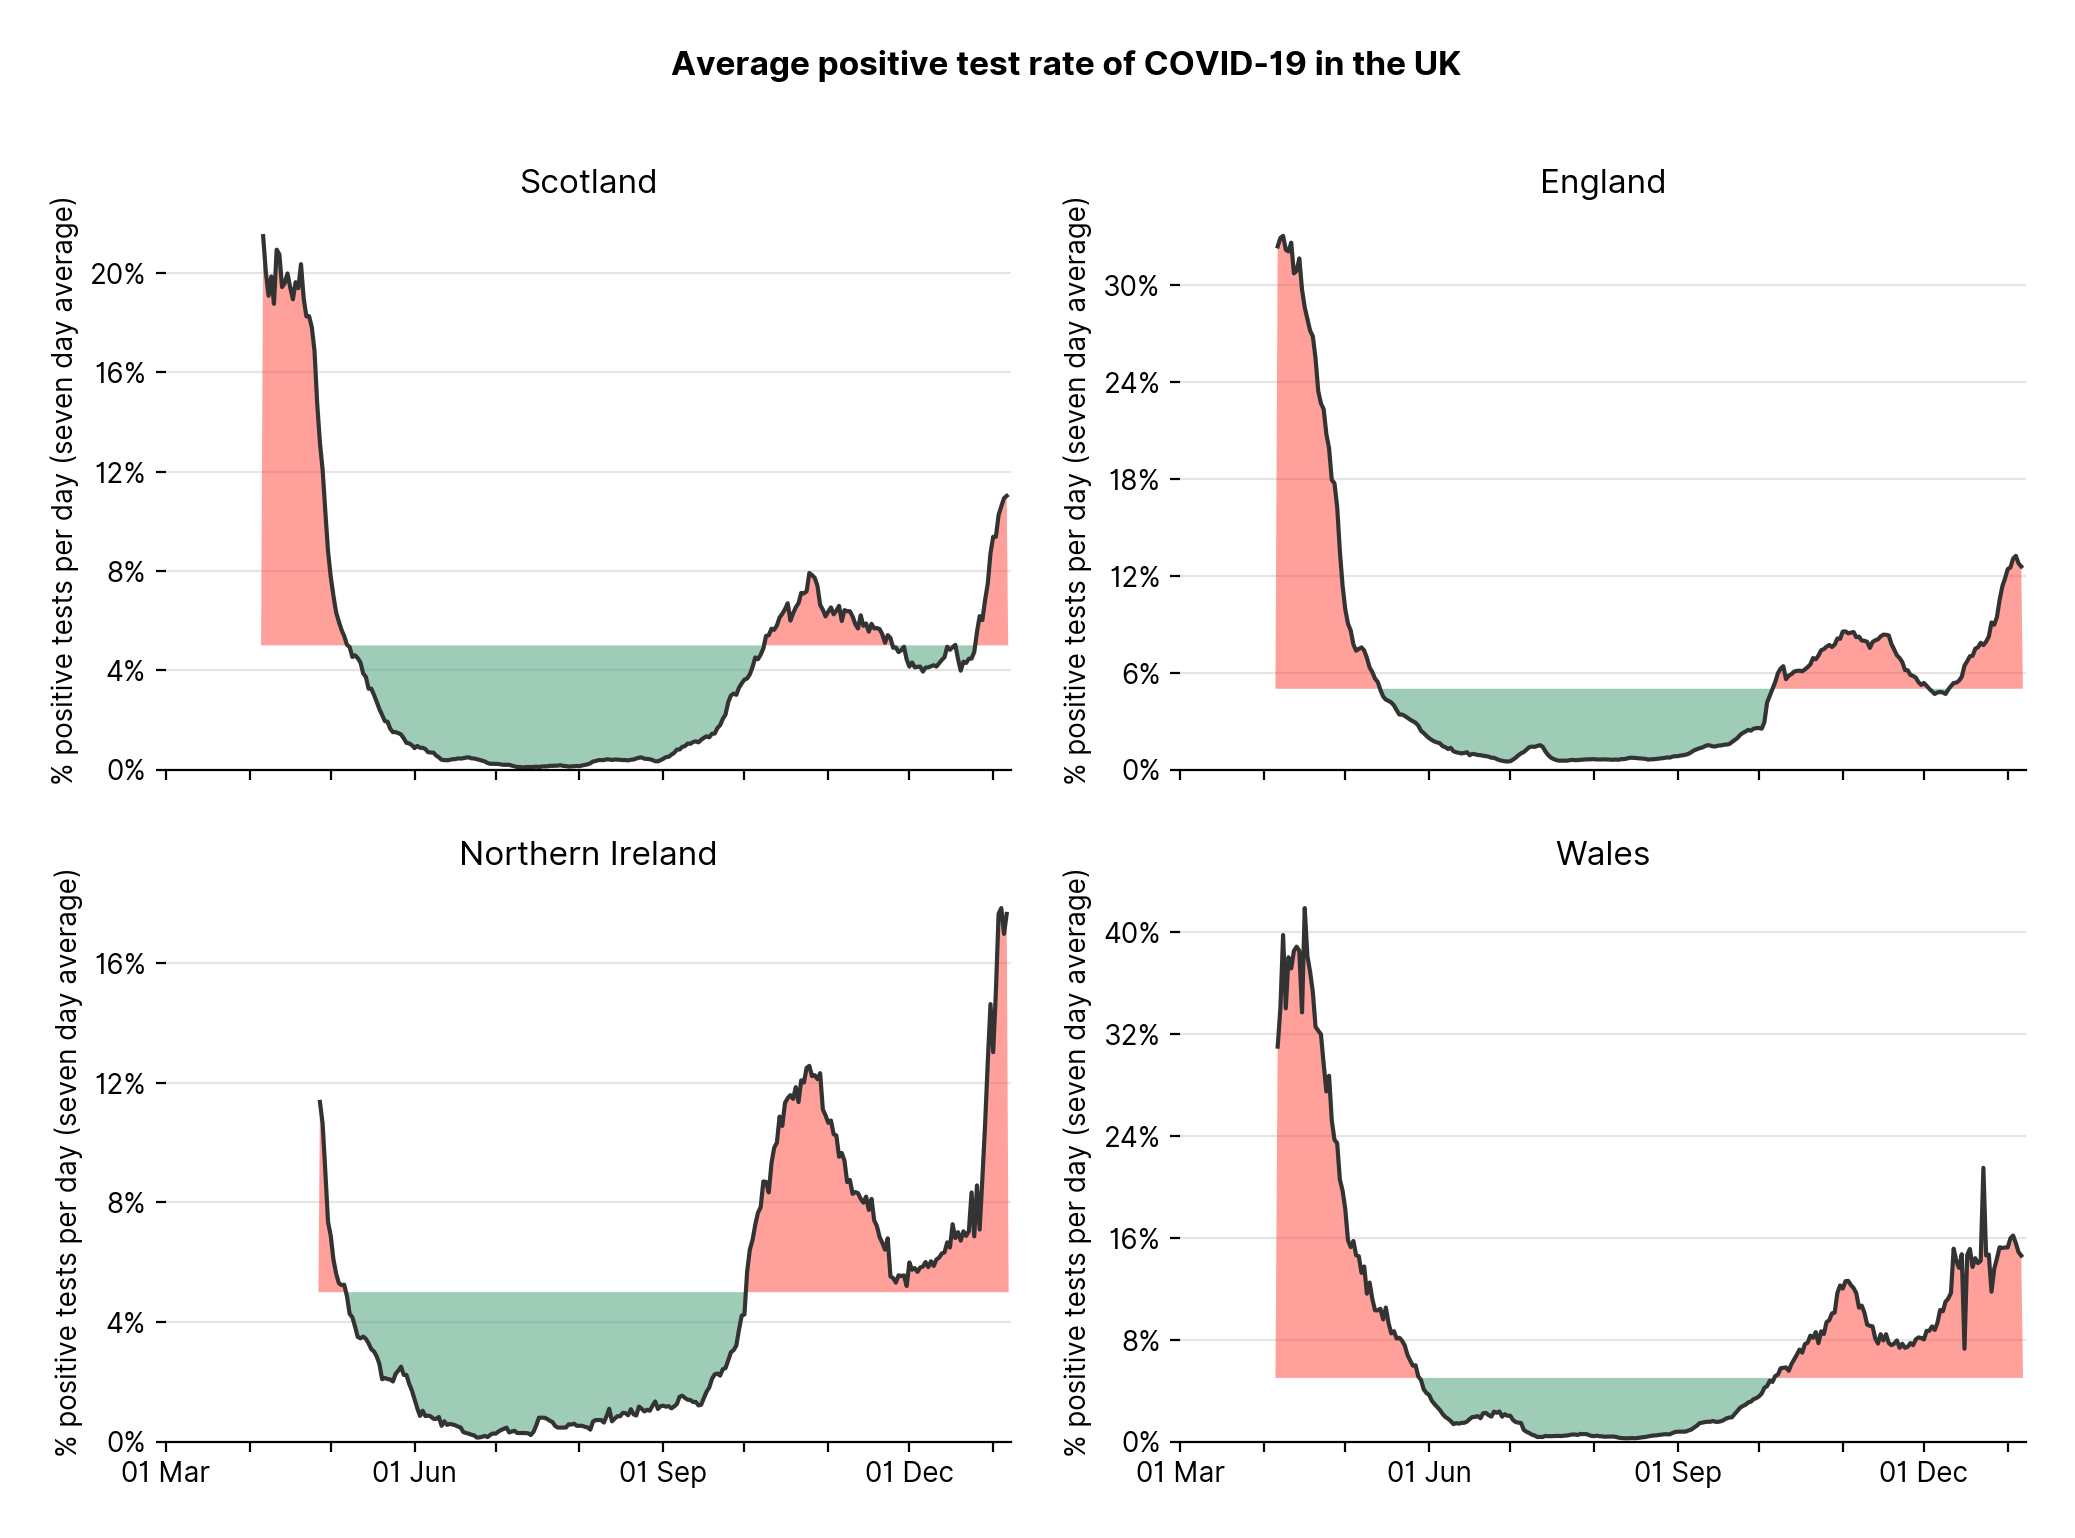 Average positive test rate of COVID-19 in the UK
Scotland
% positive tests per day (seven day average)
20%
16%
12%
8%
4%
0%
England
% positive tests per day (seven day average)
30%
24%
18%
12%
6%
0%
Northern Ireland
% positive tests per day (seven day average)
16%
12%
8%
4%
0%
01 Mar
01 Jun
01 Sep
01 Dec
Wales
% positive tests per day (seven day average)
40%
32%
24%
16%
8%
0%
01 Mar
01 Jun
01 Sep
01 Dec